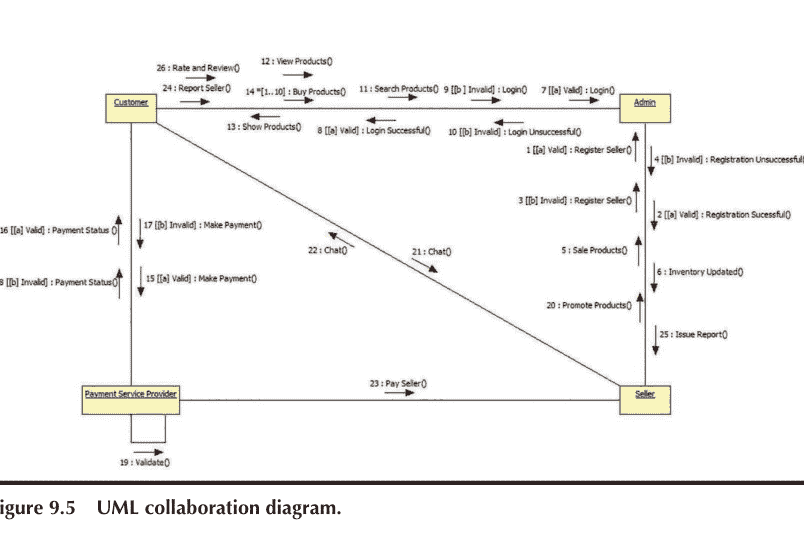 12 : View Products()
26 : Rate and Review()
24 : Report Seller()
14 *[1..10] : Buy Products()
11 : Search Products()
9 [[b ] Invalid] : Login()
7 [[a] Valid] : Login()
Customer
Admin
13 : Show Products()
8 [[a] Valid] : Login Successful()
10 [[b] Invalid] : Login Unsuccessful()
1 [[a] Valid] : Register Seller()
4 [[b] Invalid] : Registration Unsuccessful
3 [[b] Invalid] : Register Seller()
2 [[a] Valid] : Registration Sucessful()
16 [[a] Valid] : Payment Status ()
17 [[b] Invalid] : Make Payment()
22 : Chat()
21 : Chat()
5 : Sale Products()
6 : Inventory Updated()
8 [[b] Invalid] : Payment Status()
15 [[a] Valid] : Make Payment()
20 : Promote Products()
25 : Issue Report()
23 : Pay Seller()
Payment Service Provider
Seller
19 : Validate()
igure 9.5 UML collaboration diagram.